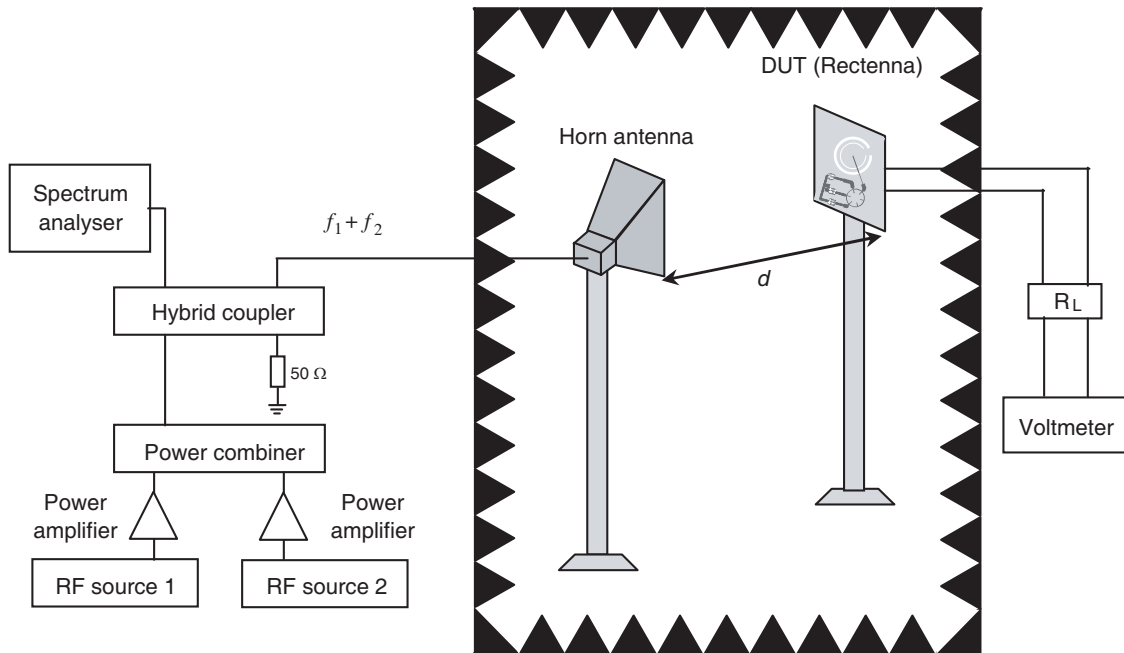 DUT (Rectenna)
Horn antenna
Spectrum
analyser
f1 + f2
d
Hybrid coupler
RL
50 Ω
Voltmeter
Power combiner
Power
amplifier
Power
amplifier
RF source 1
RF source 2